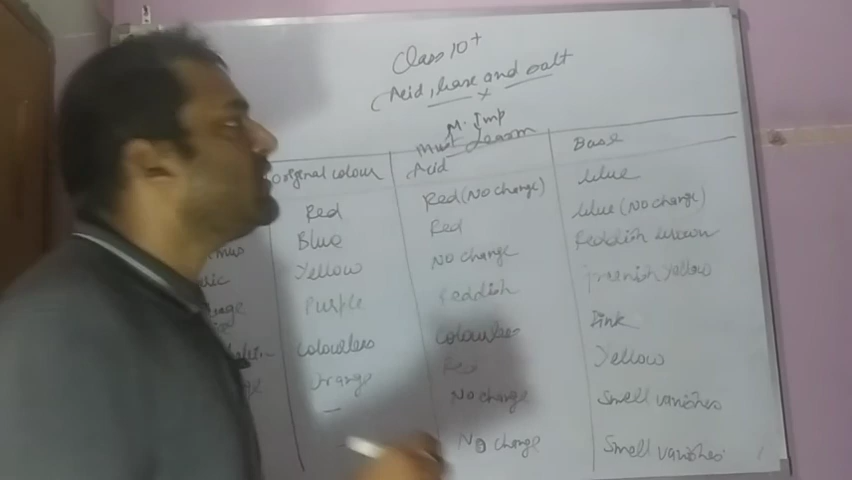 Class 10+
Acid, base and salt
M. Imp
Must Learn
original colour Acid Base
Red Red (No change) blue
Blue Red blue (No change)
Yellow No change Reddish brown
Purple Reddish greenish yellow
colourless colourless Pink
orange Red Yellow
— No change Smell vanishes
— No change Smell vanishes